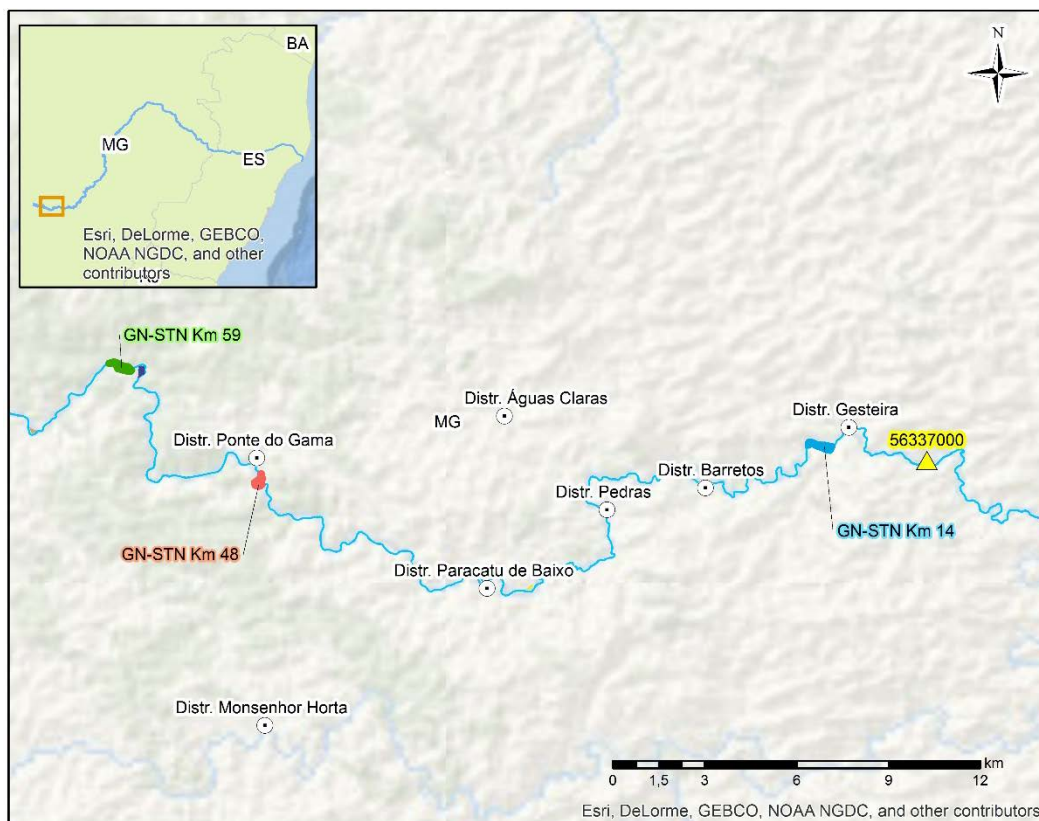 BA
MG
ES
Esri, DeLorme, GEBCO,
NOAA NGDC, and other
contributors
N
GN-STN Km 59
Distr. Águas Claras
MG
Distr. Gesteira
Distr. Ponte do Gama
56337000
Distr. Barretos
Distr. Pedras
GN-STN Km 14
GN-STN Km 48
Distr. Paracatu de Baixo
Distr. Monsenhor Horta
km
0 1,5 3 6 9 12
Esri, DeLorme, GEBCO, NOAA NGDC, and other contributors